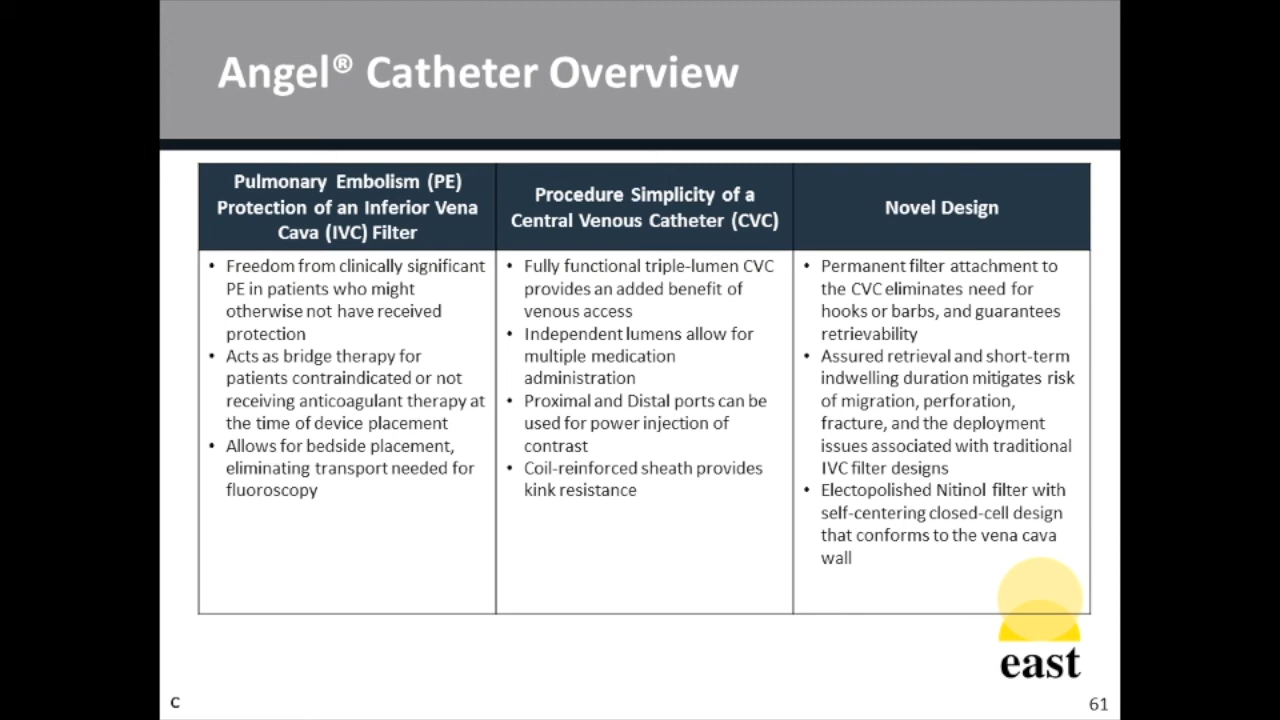 Angel® Catheter Overview
Pulmonary Embolism (PE)
Protection of an Inferior Vena
Cava (IVC) Filter
Procedure Simplicity of a
Central Venous Catheter (CVC)
Novel Design
• Freedom from clinically significant
PE in patients who might
otherwise not have received
protection
• Acts as bridge therapy for
patients contraindicated or not
receiving anticoagulant therapy at
the time of device placement
• Allows for bedside placement,
eliminating transport needed for
fluoroscopy
• Fully functional triple-lumen CVC
provides an added benefit of
venous access
• Independent lumens allow for
multiple medication
administration
• Proximal and Distal ports can be
used for power injection of
contrast
• Coil-reinforced sheath provides
kink resistance
• Permanent filter attachment to
the CVC eliminates need for
hooks or barbs, and guarantees
retrievability
• Assured retrieval and short-term
indwelling duration mitigates risk
of migration, perforation,
fracture, and the deployment
issues associated with traditional
IVC filter designs
• Electopolished Nitinol filter with
self-centering closed-cell design
that conforms to the vena cava
wall
east
C
61